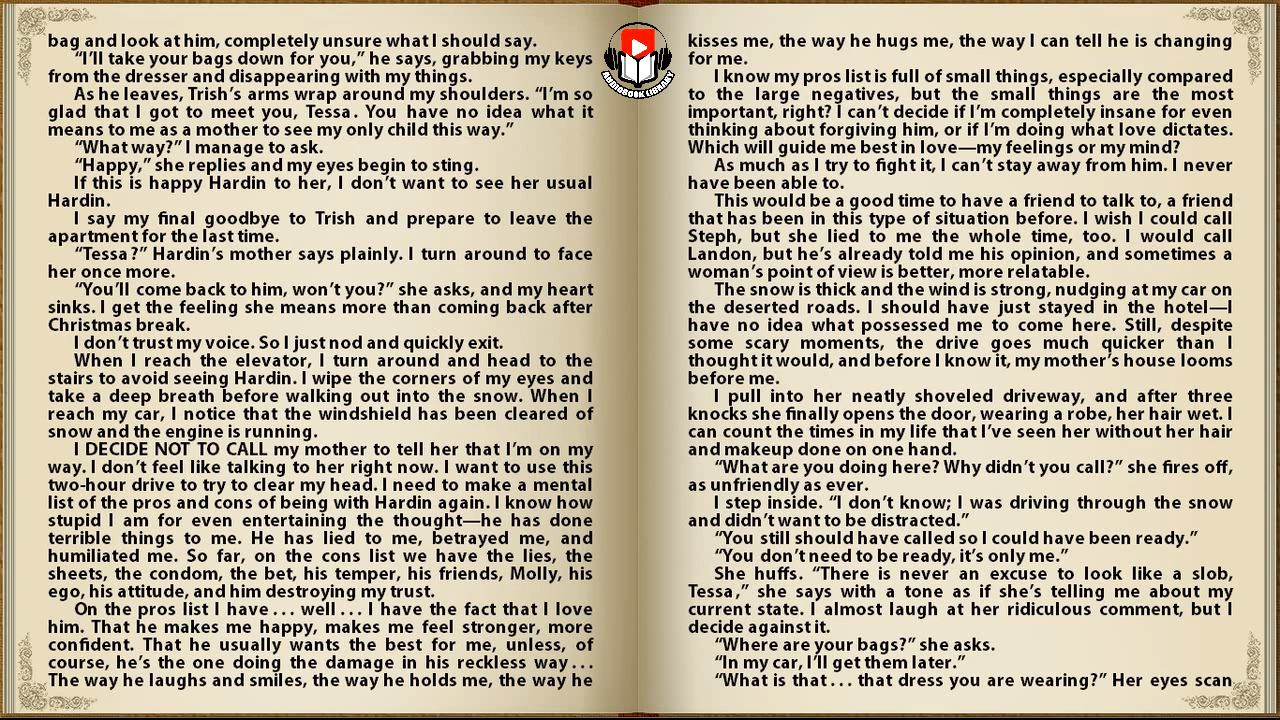 bag and look at him, completely unsure what I should say.
“I’ll take your bags down for you,” he says, grabbing my keys
from the dresser and disappearing with my things.
As he leaves, Trish’s arms wrap around my shoulders. “I’m so
glad that I got to meet you, Tessa. You have no idea what it
means to me as a mother to see my only child this way.”
“What way?” I manage to ask.
“Happy,” she replies and my eyes begin to sting.
If this is happy Hardin to her, I don’t want to see her usual
Hardin.
I say my final goodbye to Trish and prepare to leave the
apartment for the last time.
“Tessa?” Hardin’s mother says plainly. I turn around to face
her once more.
“You’ll come back to him, won’t you?” she asks, and my heart
sinks. I get the feeling she means more than coming back after
Christmas break.
I don’t trust my voice. So I just nod and quickly exit.
When I reach the elevator, I turn around and head to the
stairs to avoid seeing Hardin. I wipe the corners of my eyes and
take a deep breath before walking out into the snow. When I
reach my car, I notice that the windshield has been cleared of
snow and the engine is running.
I DECIDE NOT TO CALL my mother to tell her that I’m on my
way. I don’t feel like talking to her right now. I want to use this
two-hour drive to try to clear my head. I need to make a mental
list of the pros and cons of being with Hardin again. I know how
stupid I am for even entertaining the thought—he has done
terrible things to me. He has lied to me, betrayed me, and
humiliated me. So far, on the cons list we have the lies, the
sheets, the condom, the bet, his temper, his friends, Molly, his
ego, his attitude, and him destroying my trust.
On the pros list I have . . . well . . . I have the fact that I love
him. That he makes me happy, makes me feel stronger, more
confident. That he usually wants the best for me, unless, of
course, he’s the one doing the damage in his reckless way . . .
The way he laughs and smiles, the way he holds me, the way he
AUDIOBOOK LIBRARY
kisses me, the way he hugs me, the way I can tell he is changing
for me.
I know my pros list is full of small things, especially compared
to the large negatives, but the small things are the most
important, right? I can’t decide if I’m completely insane for even
thinking about forgiving him, or if I’m doing what love dictates.
Which will guide me best in love—my feelings or my mind?
As much as I try to fight it, I can’t stay away from him. I never
have been able to.
This would be a good time to have a friend to talk to, a friend
that has been in this type of situation before. I wish I could call
Steph, but she lied to me the whole time, too. I would call
Landon, but he’s already told me his opinion, and sometimes a
woman’s point of view is better, more relatable.
The snow is thick and the wind is strong, nudging at my car on
the deserted roads. I should have just stayed in the hotel—I
have no idea what possessed me to come here. Still, despite
some scary moments, the drive goes much quicker than I
thought it would, and before I know it, my mother’s house looms
before me.
I pull into her neatly shoveled driveway, and after three
knocks she finally opens the door, wearing a robe, her hair wet. I
can count the times in my life that I’ve seen her without her hair
and makeup done on one hand.
“What are you doing here? Why didn’t you call?” she fires off,
as unfriendly as ever.
I step inside. “I don’t know; I was driving through the snow
and didn’t want to be distracted.”
“You still should have called so I could have been ready.”
“You don’t need to be ready, it’s only me.”
She huffs. “There is never an excuse to look like a slob,
Tessa,” she says with a tone as if she’s telling me about my
current state. I almost laugh at her ridiculous comment, but I
decide against it.
“Where are your bags?” she asks.
“In my car, I’ll get them later.”
“What is that . . . that dress you are wearing?” Her eyes scan